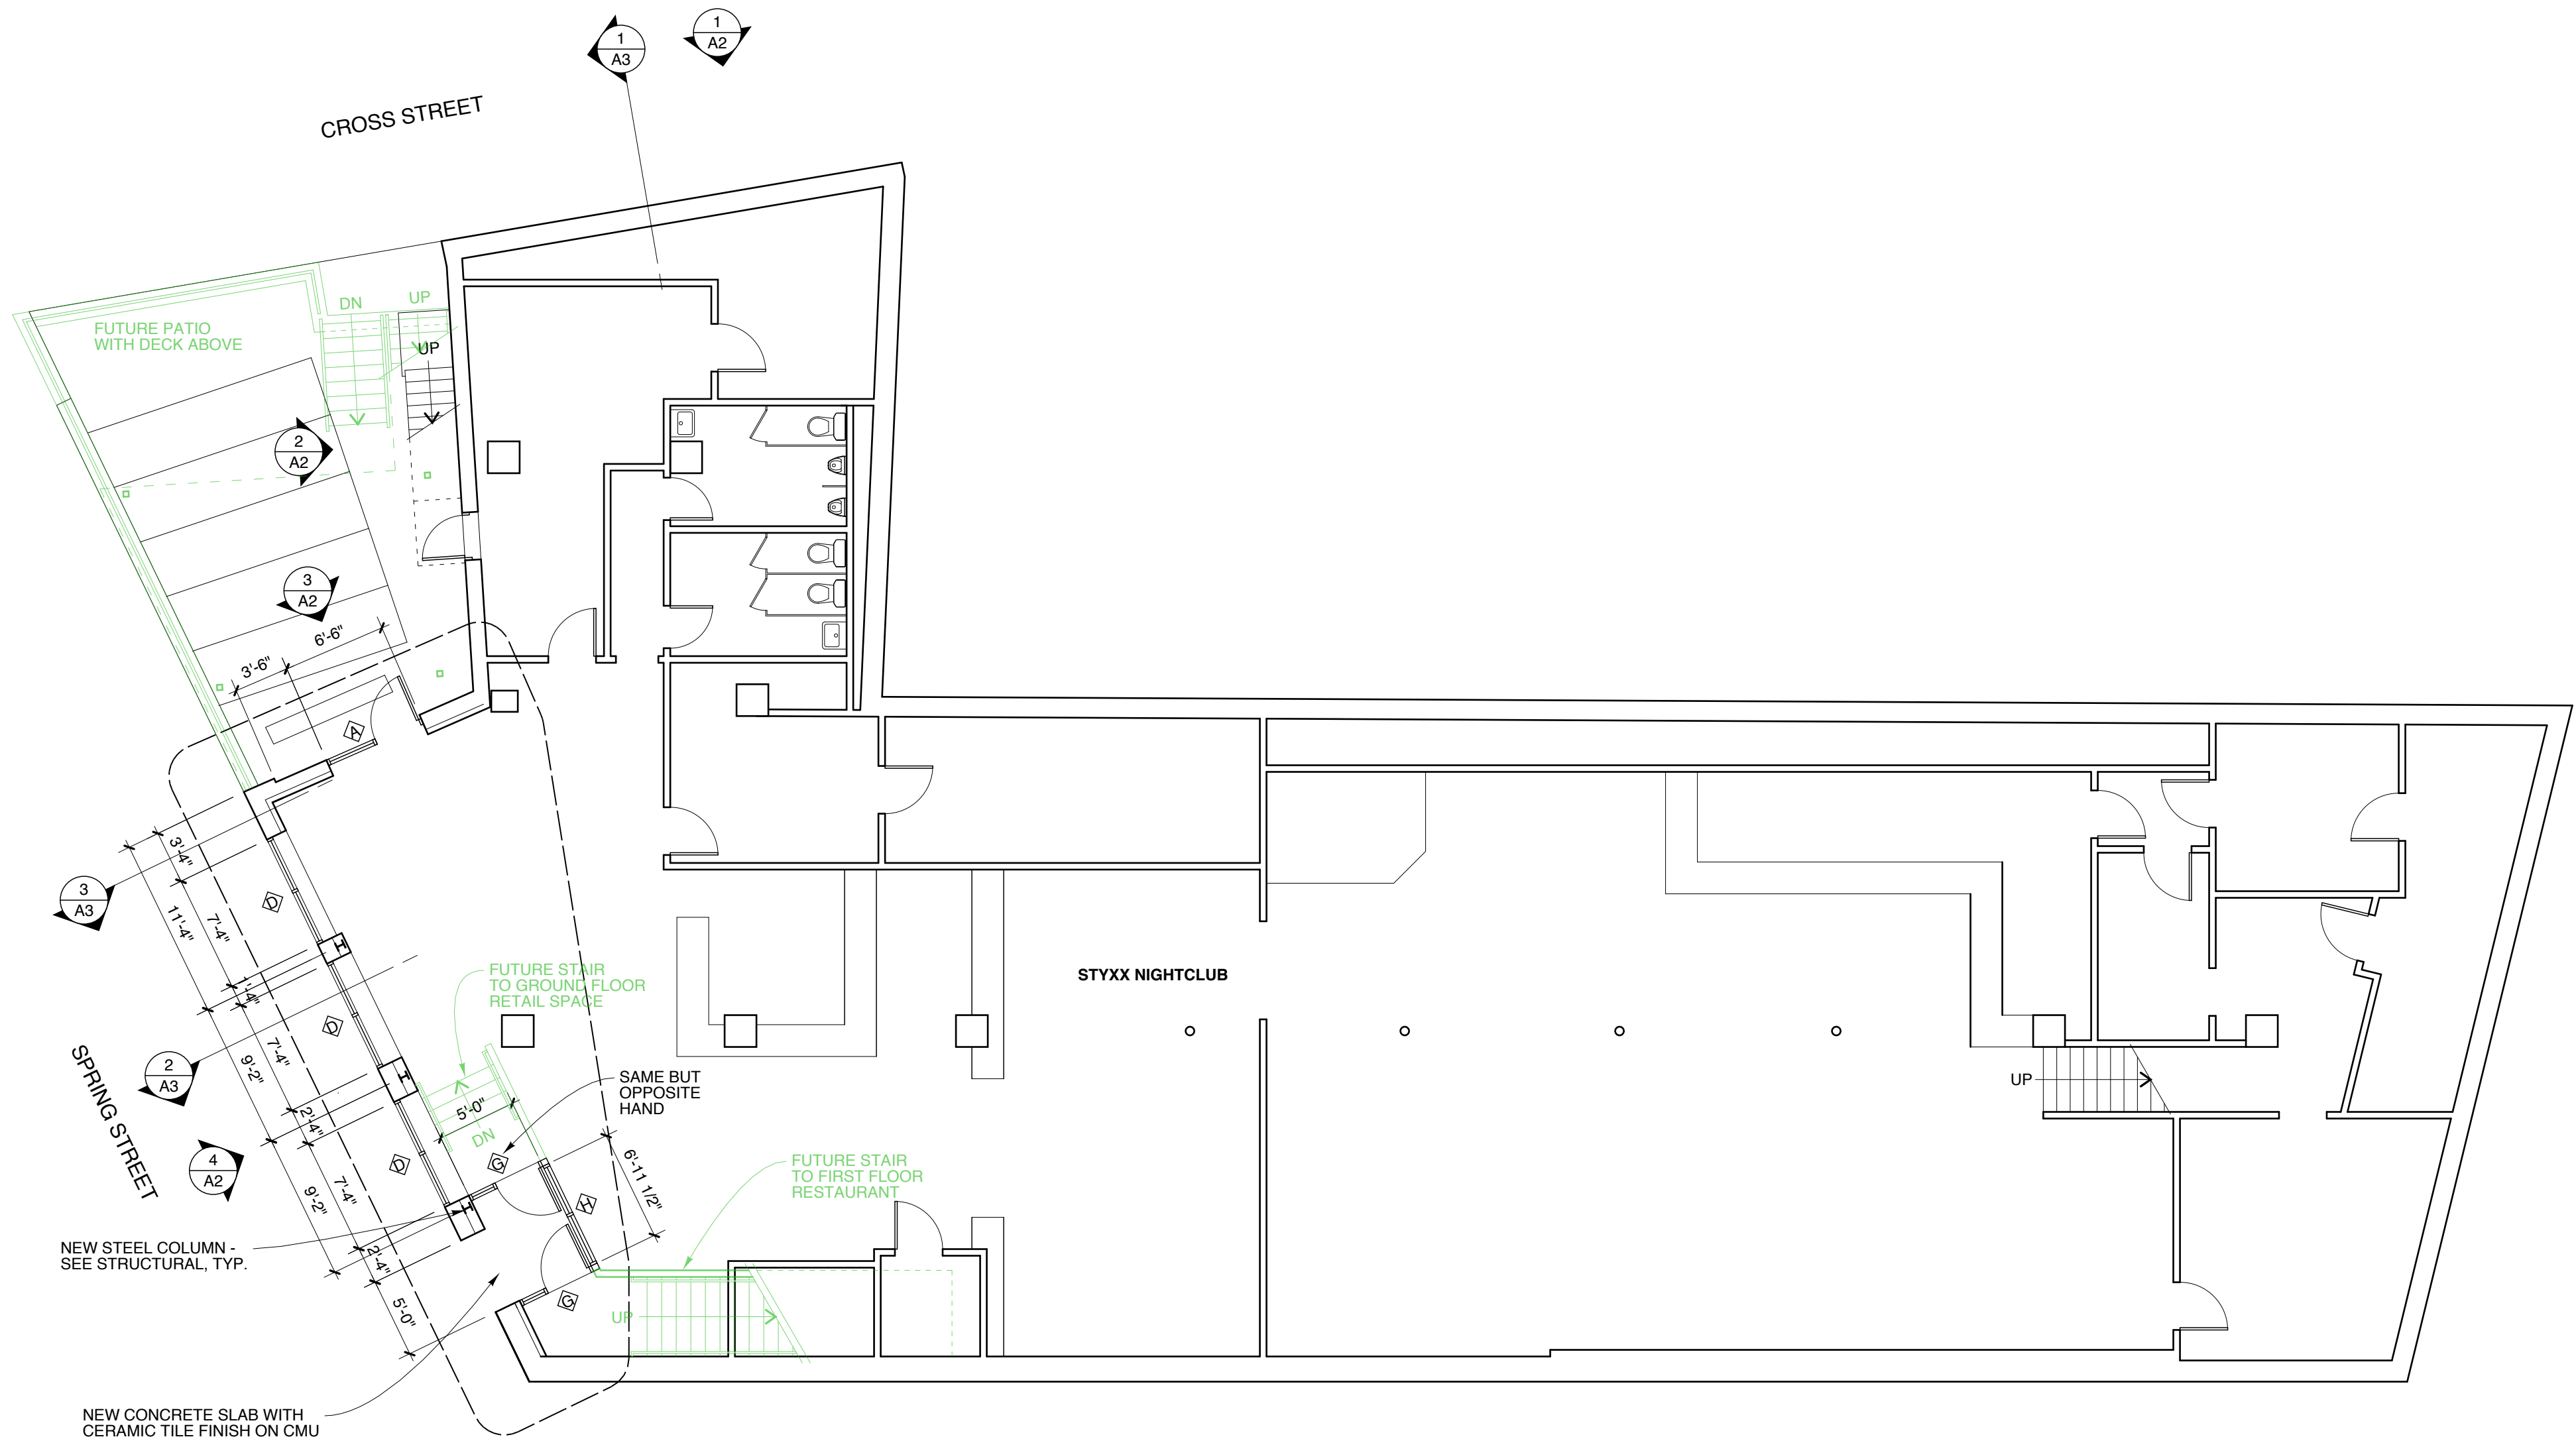 1
A3
1
A2
CROSS STREET
DN
UP
FUTURE PATIO
WITH DECK ABOVE
UP
2
A2
3
A2
6'-6"
3'-6"
A
3
A3
3'-4"
11'-4"
7'-4"
D
1'-4"
D
FUTURE STAIR
TO GROUND FLOOR
RETAIL SPACE
STYXX NIGHTCLUB
SPRING STREET
2
A3
9'-2"
7'-4"
2'-4"
5'-0"
DN
SAME BUT
OPPOSITE
HAND
UP
4
A2
D
G
H
6'-11 1/2"
FUTURE STAIR
TO FIRST FLOOR
RESTAURANT
9'-2"
7'-4"
NEW STEEL COLUMN -
SEE STRUCTURAL, TYP.
2'-4"
5'-0"
G
UP
NEW CONCRETE SLAB WITH
CERAMIC TILE FINISH ON CMU